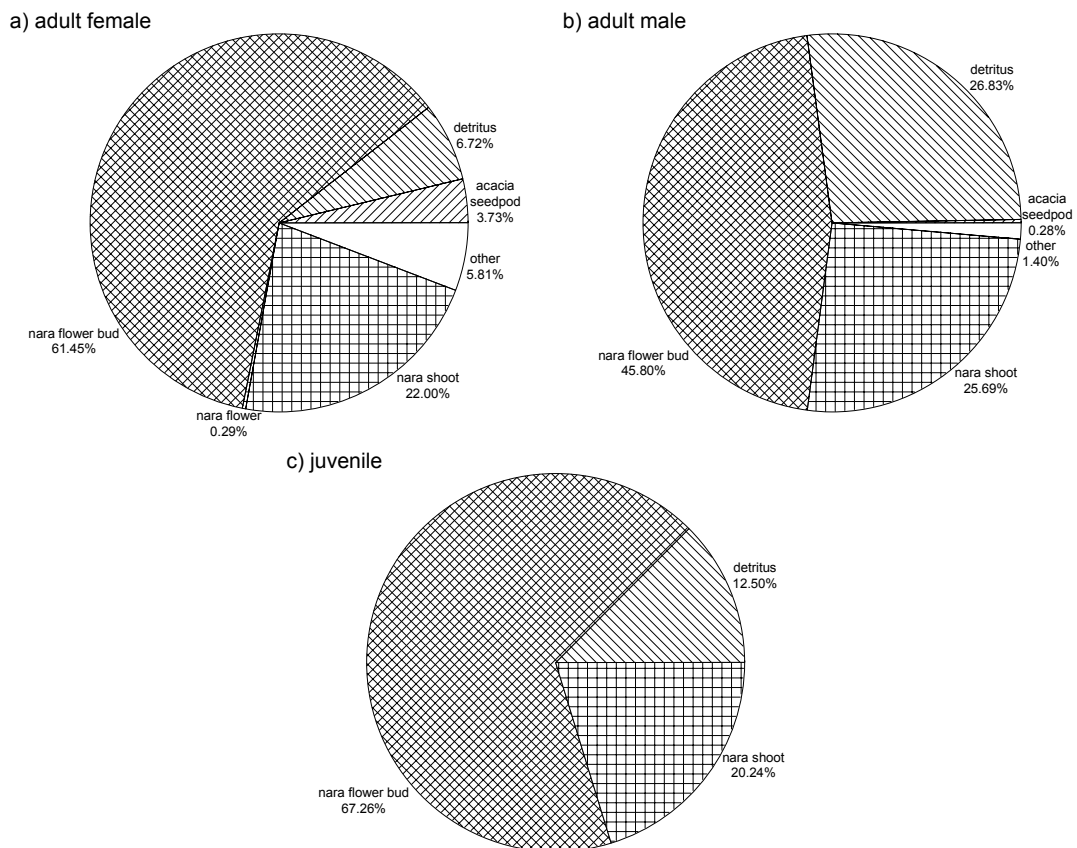 a) adult female
detritus
6.72%
acacia
seedpod
3.73%
other
5.81%
nara shoot
22.00%
nara flower
0.29%
nara flower bud
61.45%
b) adult male
detritus
26.83%
acacia
seedpod
0.28%
other
1.40%
nara shoot
25.69%
nara flower bud
45.80%
c) juvenile
detritus
12.50%
nara shoot
20.24%
nara flower bud
67.26%